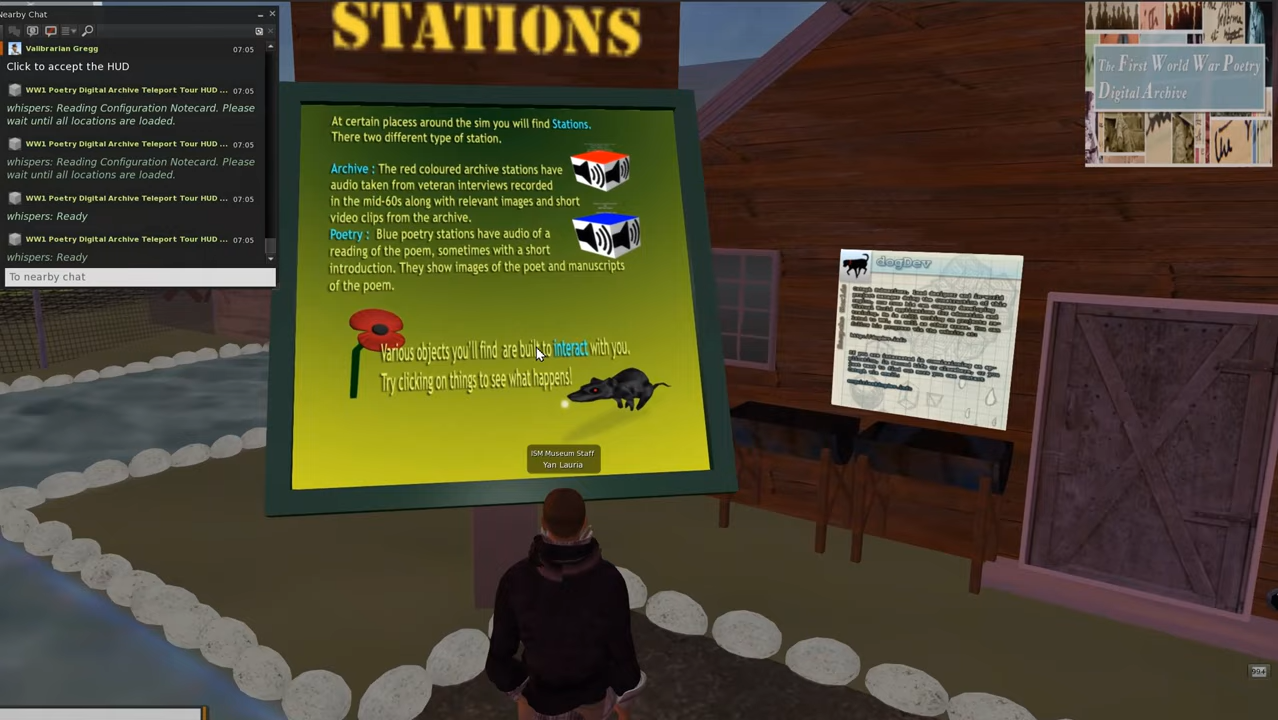 Nearby Chat
Valibrarian Gregg 07:05
Click to accept the HUD
WW1 Poetry Digital Archive Teleport Tour HUD ... 07:05
whispers: Reading Configuration Notecard. Please
wait until all locations are loaded.
WW1 Poetry Digital Archive Teleport Tour HUD ... 07:05
whispers: Reading Configuration Notecard. Please
wait until all locations are loaded.
WW1 Poetry Digital Archive Teleport Tour HUD ... 07:05
whispers: Ready
WW1 Poetry Digital Archive Teleport Tour HUD ... 07:05
whispers: Ready
To nearby chat
STATIONS
At certain placess around the sim you will find Stations.
There two different type of station.
Archive : The red coloured archive stations have
audio taken from veteran interviews recorded
in the mid-60s along with relevant images and short
video clips from the archive.
Poetry : Blue poetry stations have audio of a
reading of the poem, sometimes with a short
introduction. They show images of the poet and manuscripts
of the poem.
Various objects you'll find are built to interact with you.
Try clicking on things to see what happens!
ISM Museum Staff
Yan Lauria
The First World War Poetry
Digital Archive
dogDev
994